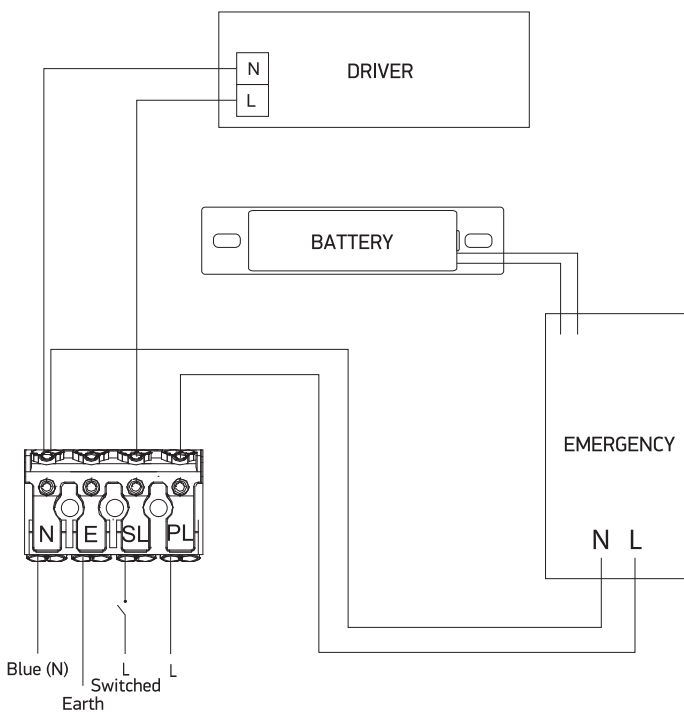 N
DRIVER
L
BATTERY
EMERGENCY
N L
N E SL PL
Blue (N)
L
L
Switched
Earth